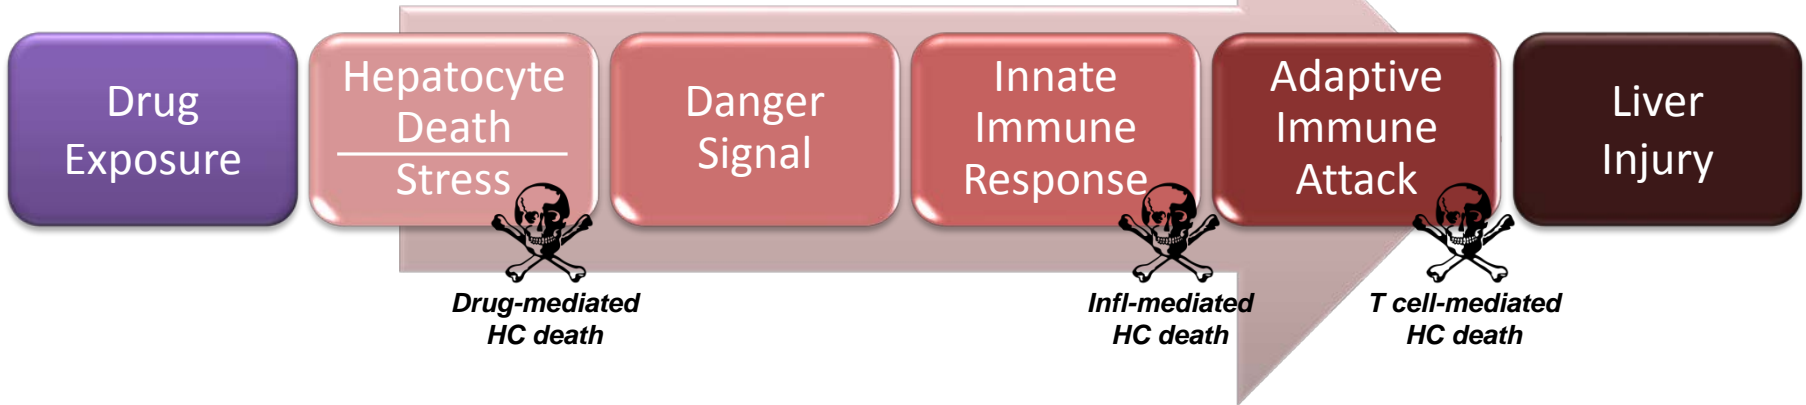 Drug
Exposure
Hepatocyte
Death
Stress
Danger
Signal
Innate
Immune
Response
Adaptive
Immune
Attack
Liver
Injury
Drug-mediated
HC death
Infl-mediated
HC death
T cell-mediated
HC death